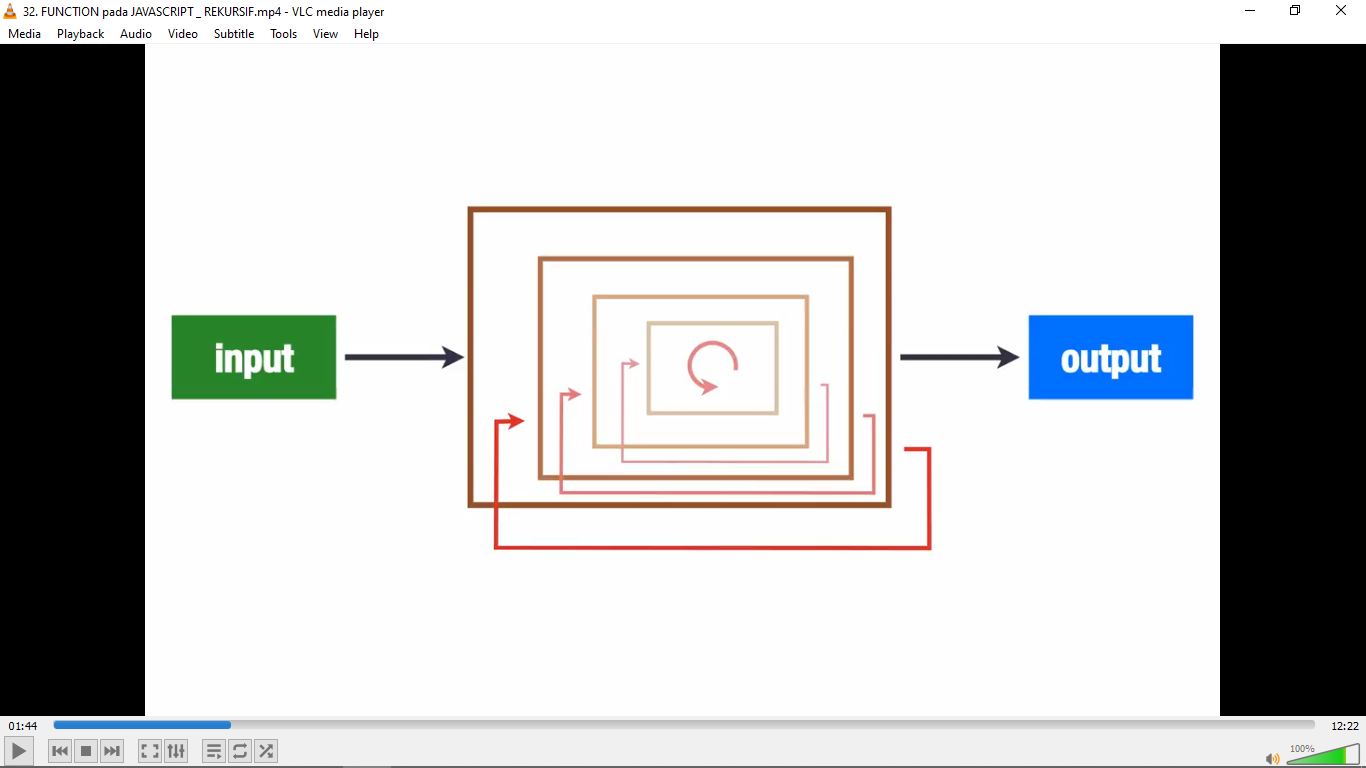 32. FUNCTION pada JAVASCRIPT _ REKURSIF.mp4 - VLC media player
Media Playback Audio Video Subtitle Tools View Help
input
output
01:44
12:22
100%